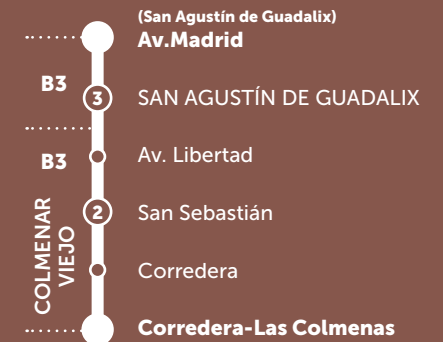 (San Agustín de Guadalix)
Av.Madrid
B3
3
SAN AGUSTÍN DE GUADALIX
B3
Av. Libertad
2
San Sebastián
COLMENAR
VIEJO
Corredera
Corredera-Las Colmenas